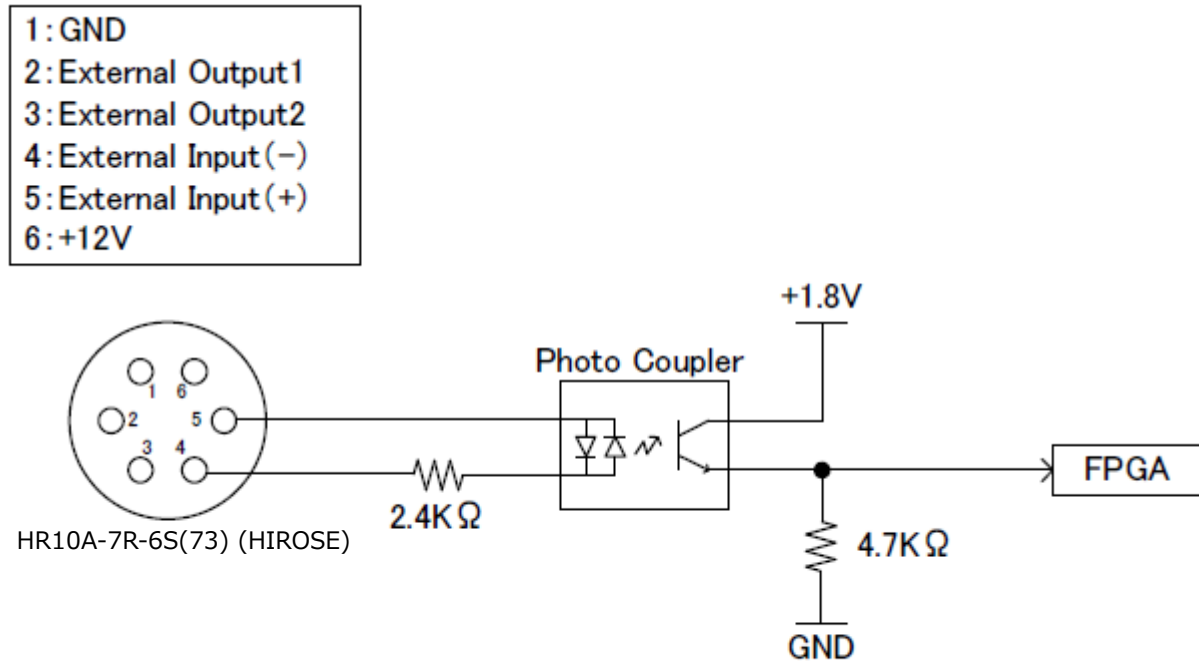 1:GND
2:External Output1
3:External Output2
4:External Input(-)
5:External Input(+)
6:+12V
+1.8V
Photo Coupler
1 6
2 5
3 4
2.4KΩ
FPGA
HR10A-7R-6S(73) (HIROSE)
4.7KΩ
GND